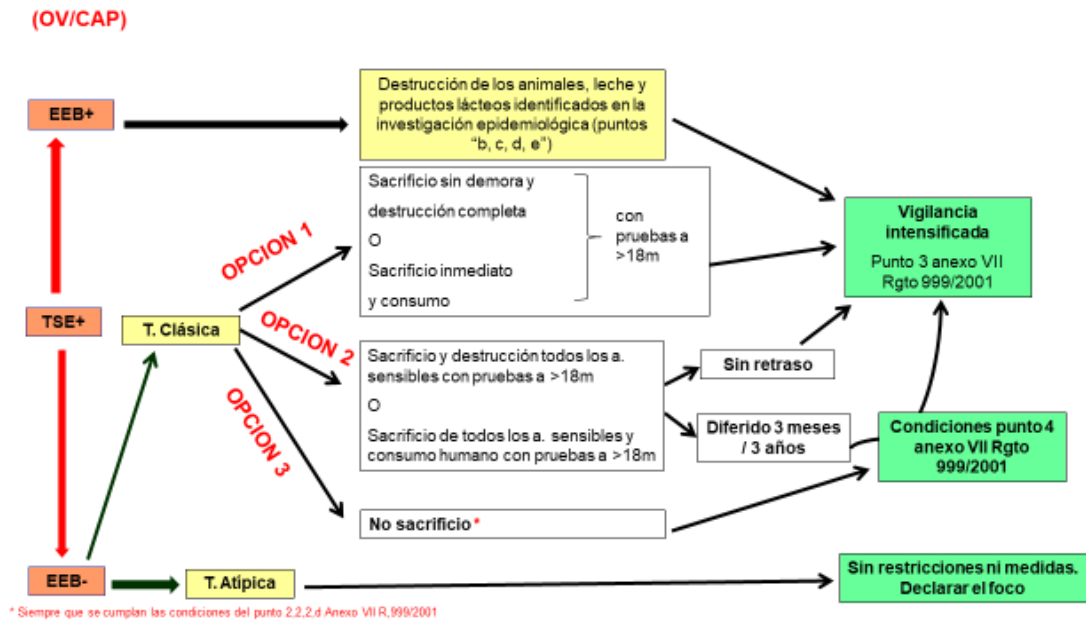 (OV/CAP)
EEB+
Destrucción de los animales, leche y
productos lácteos identificados en la
investigación epidemiológica (puntos
“b, c, d, e”)
Sacrificio sin demora y
destrucción completa
O
Sacrificio inmediato
y consumo
con
pruebas a
>18m
Vigilancia
intensificada
Punto 3 anexo VII
Rgto 999/2001
TSE+
T. Clásica
OPCION 1
OPCION 2
OPCION 3
Sacrificio y destrucción todos los a.
sensibles con pruebas a >18m
O
Sacrificio de todos los a. sensibles y
consumo humano con pruebas a >18m
Sin retraso
Diferido 3 meses
/ 3 años
Condiciones punto 4
anexo VII Rgto
999/2001
No sacrificio *
EEB-
T. Atípica
Sin restricciones ni medidas.
Declarar el foco
* Siempre que se cumplan las condiciones del punto 2,2,2,d Anexo VII R,999/2001